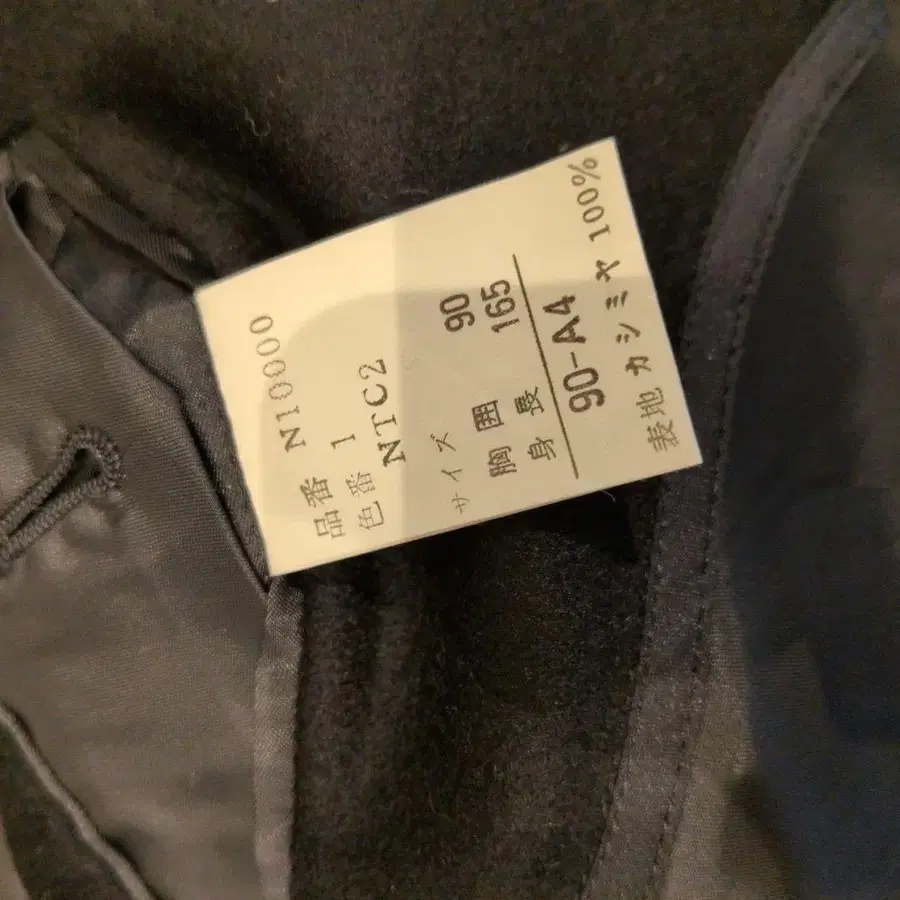 品番 N10000
色番 1
NTC2
サイズ
胸囲 90
身長 165
90-A4
表地 カシミヤ 100%